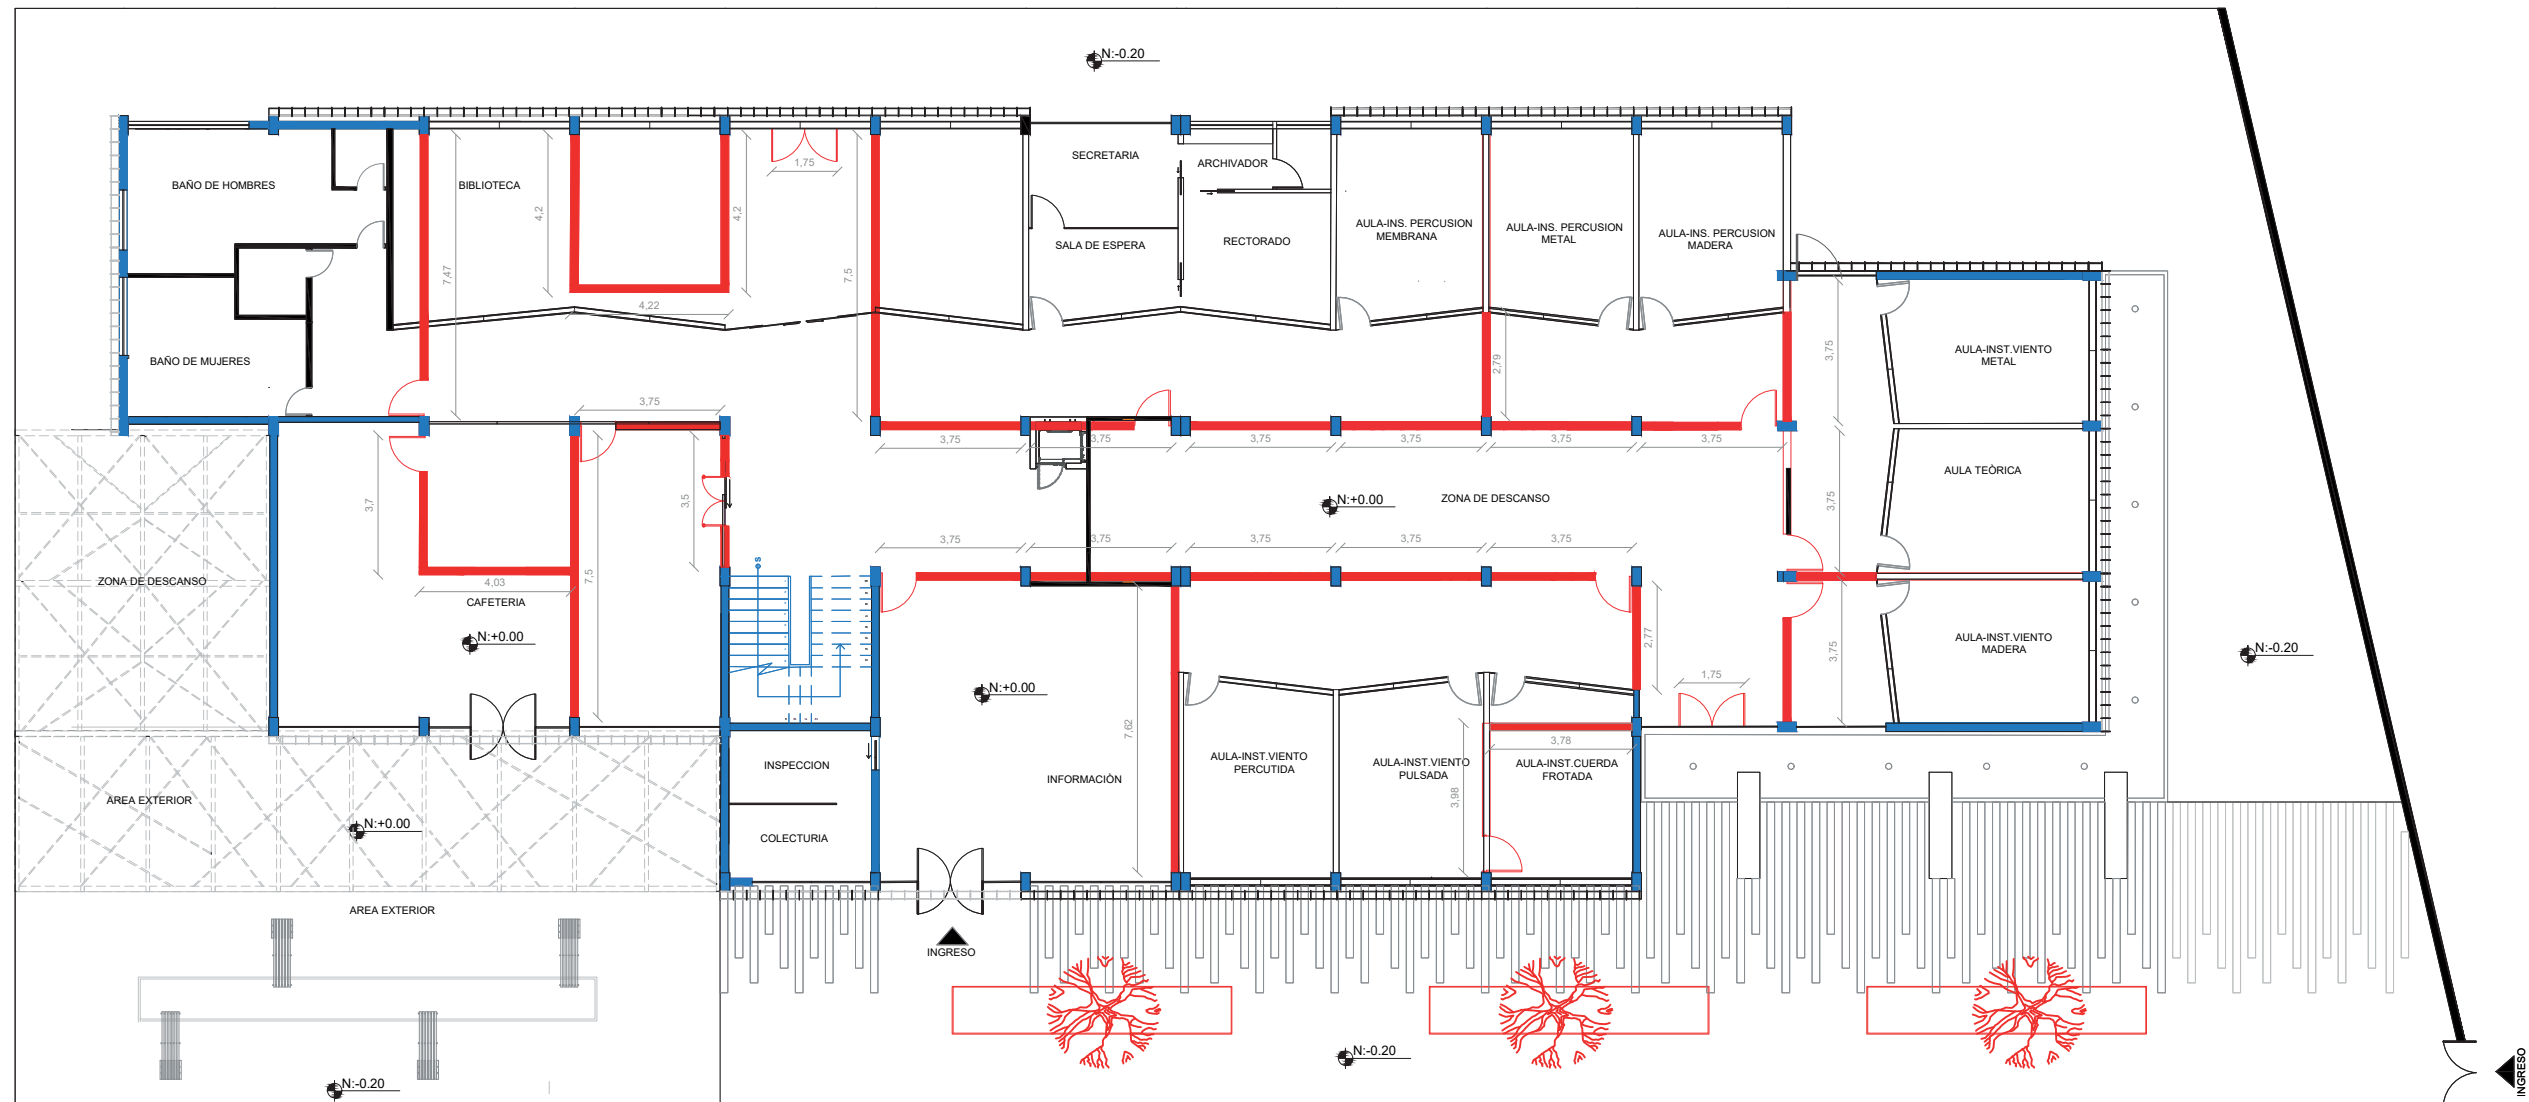 N:-0.20
SECRETARIA
ARCHIVADOR
1,75
BAÑO DE HOMBRES
BIBLIOTECA
4,2
4,2
AULA-INS. PERCUSION
MEMBRANA
AULA-INS. PERCUSION
METAL
AULA-INS. PERCUSION
MADERA
SALA DE ESPERA
RECTORADO
7,47
7,5
4,22
BAÑO DE MUJERES
2,79
3,75
AULA-INST.VIENTO
METAL
3,75
3,75
3,75
3,75
3,75
3,75
3,75
3,7
3,5
7,5
N:+0.00
ZONA DE DESCANSO
3,75
AULA TEÒRICA
3,75
3,75
3,75
3,75
3,75
S
ZONA DE DESCANSO
4,03
CAFETERIA
N:+0.00
2,77
3,75
AULA-INST.VIENTO
MADERA
N:-0.20
N:+0.00
1,75
7,62
3,78
INSPECCION
INFORMACIÒN
AULA-INST.VIENTO
PERCUTIDA
AULA-INST.VIENTO
PULSADA
AULA-INST.CUERDA
FROTADA
3,98
AREA EXTERIOR
N:+0.00
COLECTURIA
AREA EXTERIOR
INGRESO
N:-0.20
N:-0.20
INGRESO